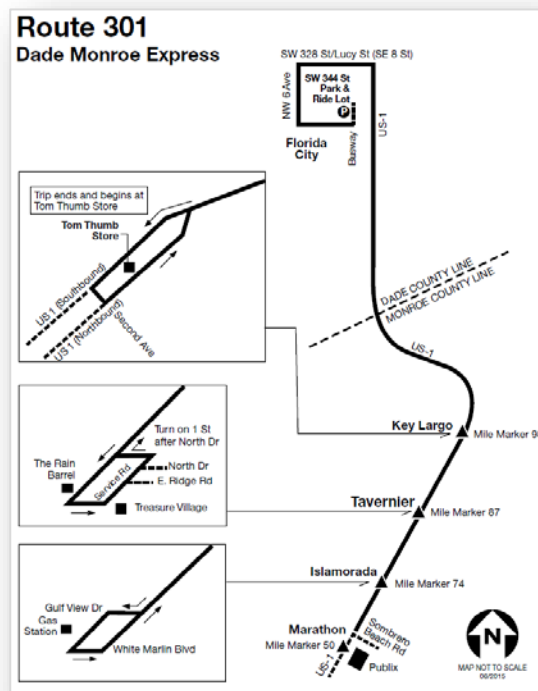 Route 301
Dade Monroe Express
SW 328 St/Lucy St (SE 8 St)
NW 6 Ave
SW 344 St
Park &
Ride Lot
P
Busway
US-1
Florida
City
Trip ends and begins at
Tom Thumb Store
Tom Thumb
Store
US 1 (Southbound)
US 1 (Northbound)
Second Ave
DADE COUNTY LINE
MONROE COUNTY LINE
US-1
Key Largo
Mile Marker
Turn on 1 St
after North Dr
The Rain
Barrel
Service Rd
North Dr
E. Ridge Rd
Treasure Village
Tavernier
Mile Marker 87
Islamorada
Mile Marker 74
Gulf View Dr
Gas
Station
White Marlin Blvd
Marathon
Mile Marker 50
Sombrero
Beach Rd
US-1
Publix
N
MAP NOT TO SCALE
06/2015